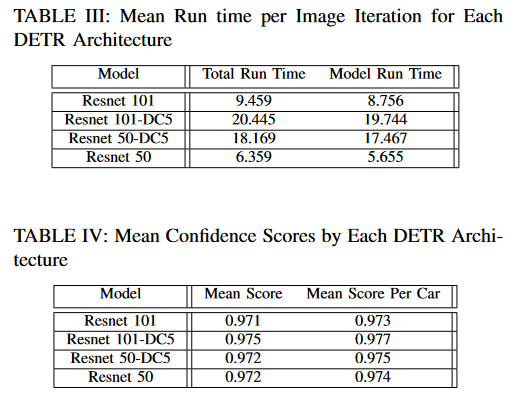 TABLE III: Mean Run time per Image Iteration for Each
DETR Architecture
Model Total Run Time Model Run Time
Resnet 101 9.459 8.756
Resnet 101-DC5 20.445 19.744
Resnet 50-DC5 18.169 17.467
Resnet 50 6.359 5.655
TABLE IV: Mean Confidence Scores by Each DETR Archi-
tecture
Model Mean Score Mean Score Per Car
Resnet 101 0.971 0.973
Resnet 101-DC5 0.975 0.977
Resnet 50-DC5 0.972 0.975
Resnet 50 0.972 0.974